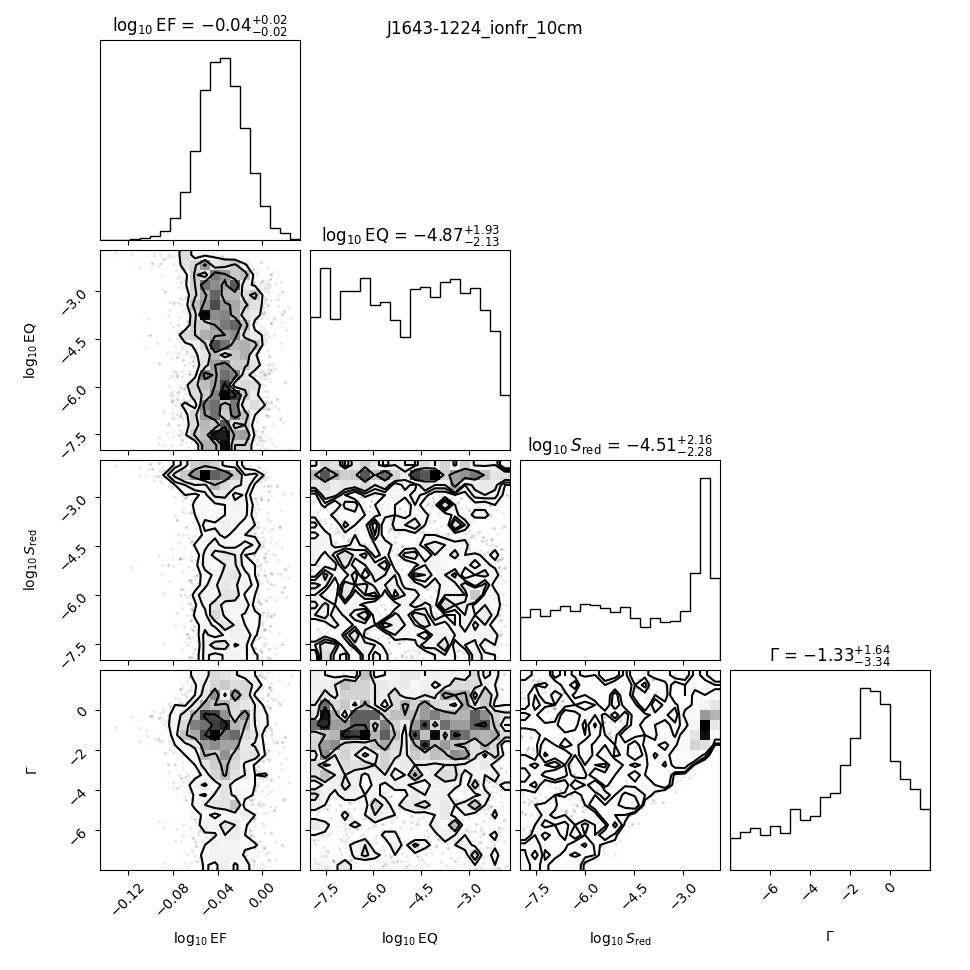 J1643-1224_ionfr_10cm
log₁₀ EF = −0.04⁺⁰·⁰²₋₀.₀₂
log₁₀ EQ = −4.87⁺¹·⁹³₋₂.₁₃
−3.0
−4.5
−6.0
−7.5
log₁₀ EQ
log₁₀ S_red = −4.51⁺²·¹⁶₋₂.₂₈
−3.0
−4.5
−6.0
−7.5
log₁₀ S_red
Γ = −1.33⁺¹·⁶⁴₋₃.₃₄
0
−2
−4
−6
Γ
−0.12 −0.08 −0.04 0.00 −7.5 −6.0 −4.5 −3.0 −7.5 −6.0 −4.5 −3.0 −6 −4 −2 0
log₁₀ EF log₁₀ EQ log₁₀ S_red Γ